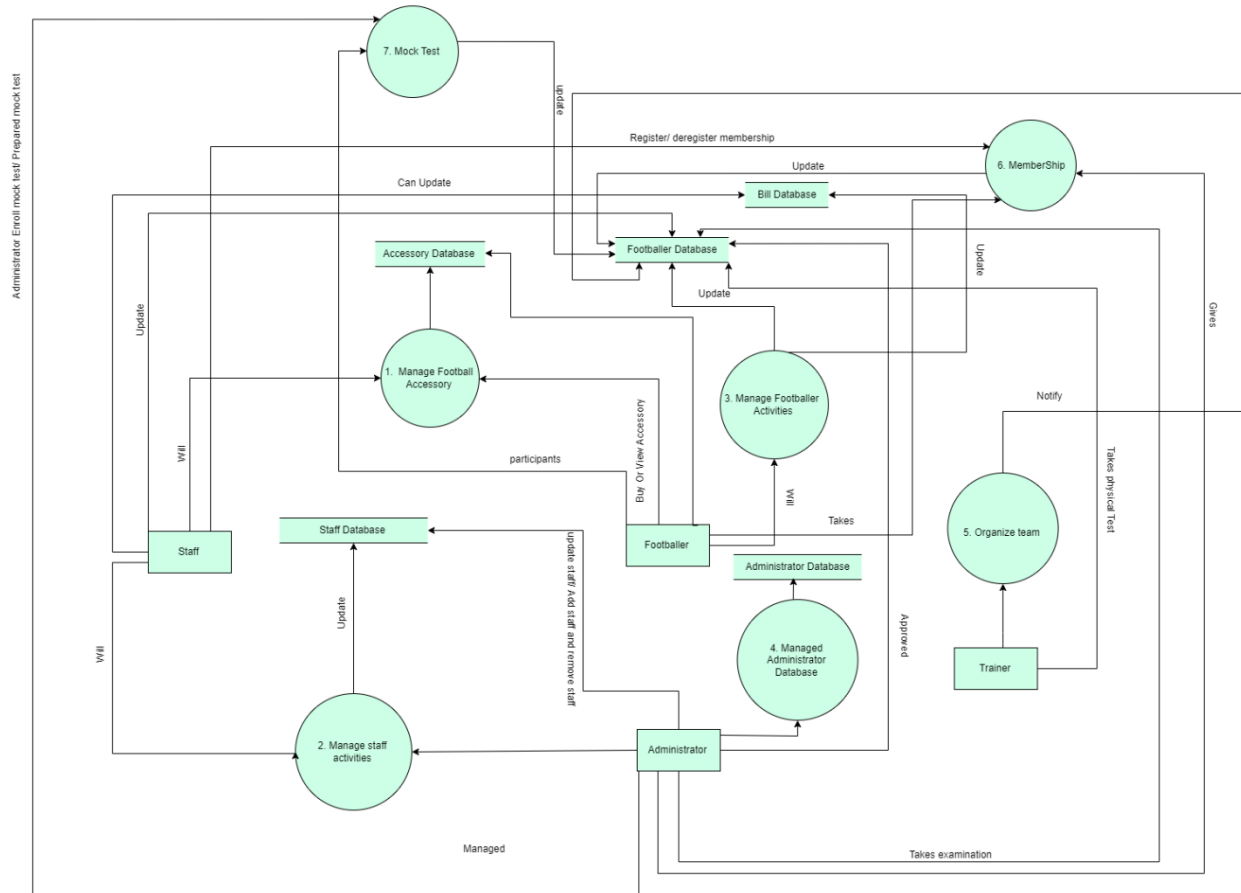 7. Mock Test
Administrator Enroll mock test/ Prepared mock test
update
Register/ deregister membership
6. MemberShip
Update
Can Update
Bill Database
Footballer Database
Accessory Database
Update
Update
Update
Gives
1. Manage Football
Accessory
3. Manage Footballer
Activities
Notify
Will
participants
Buy Or View Accessory
Will
Takes physical Test
Takes
Staff Database
Staff
Footballer
5. Organize team
Administrator Database
update staff/ Add staff and remove staff
Update
Approved
Will
4. Managed
Administrator
Database
Trainer
2. Manage staff
activities
Administrator
Managed
Takes examination